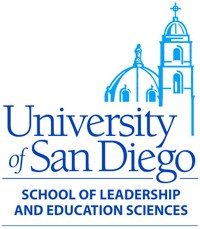 University
of San Diego
SCHOOL OF LEADERSHIP
AND EDUCATION SCIENCES